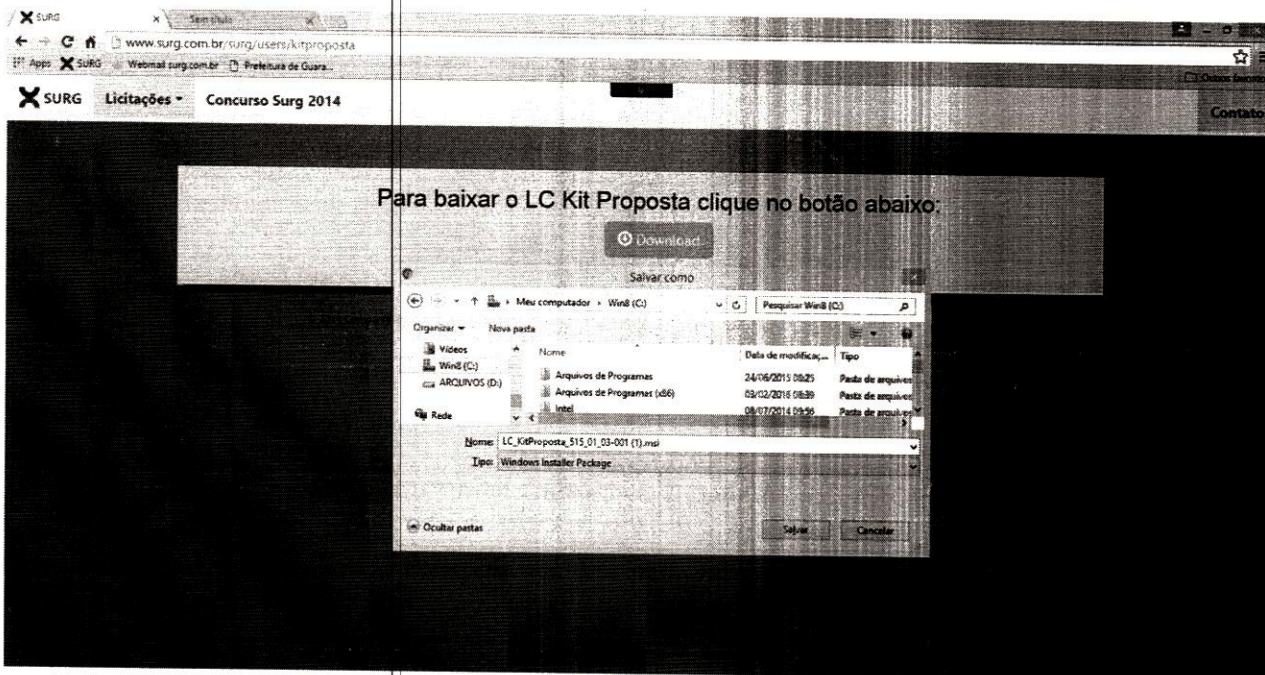 SURG
Sem título
www.surg.com.br/surg/users/kitproposta
Apps SURG Webmail surg.com.br Prefeitura de Guara...
SURG Licitações Concurso Surg 2014 Contato
Para baixar o LC Kit Proposta clique no botão abaixo:
Download
Salvar como
Meu computador Win8 (C:) Pesquisar Win8 (C:)
Organizar Nova pasta
Vídeos
Win8 (C:)
ARQUIVOS (D:)
Rede
Nome Data de modificaç... Tipo
Arquivos de Programas 24/06/2015 08:25 Pasta de arquivos
Arquivos de Programas (x86) 03/02/2016 08:39 Pasta de arquivos
Intel 08/07/2014 09:56 Pasta de arquivos
Nome: LC_KitProposta_515_01_03-001 (1).msi
Tipo: Windows Installer Package
Ocultar pastas Salvar Cancelar